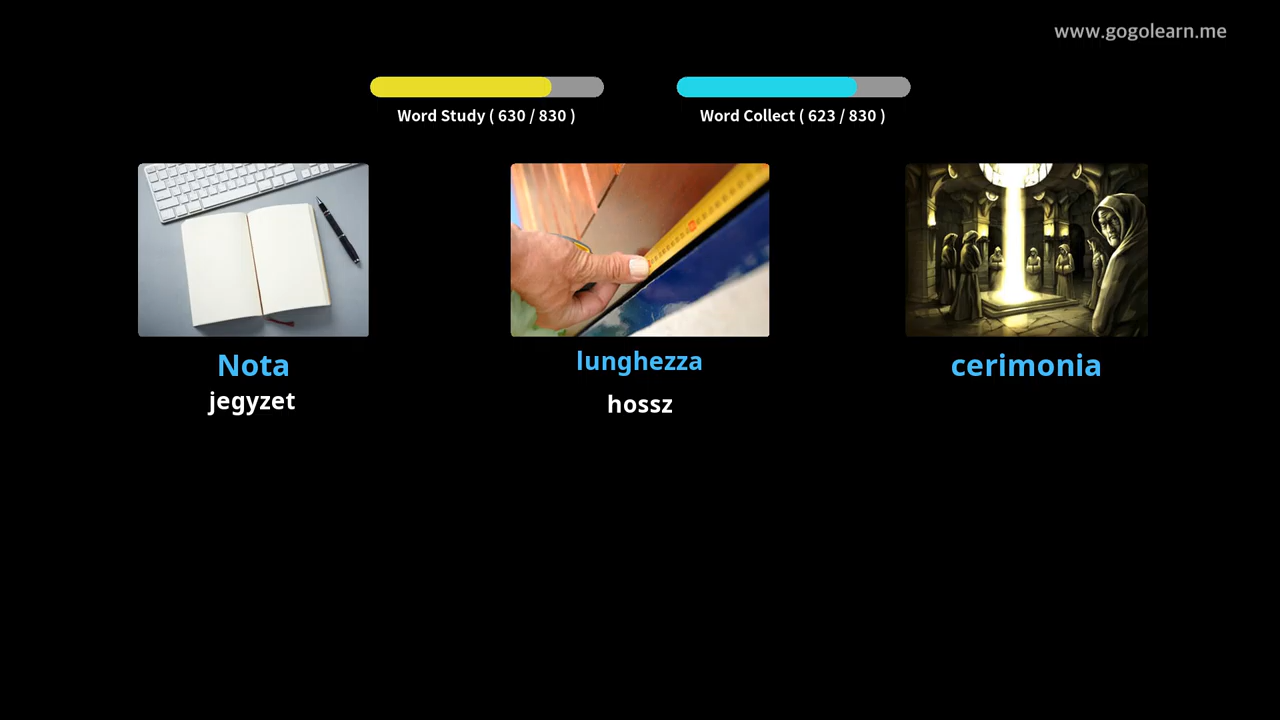 www.gogolearn.me
Word Study ( 630 / 830 )
Word Collect ( 623 / 830 )
Nota
jegyzet
lunghezza
hossz
cerimonia